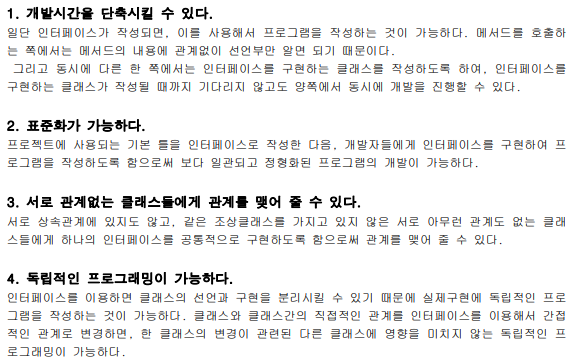 1. 개발시간을 단축시킬 수 있다.
일단 인터페이스가 작성되면, 이를 사용해서 프로그램을 작성하는 것이 가능하다. 메서드를 호출하
는 쪽에서는 메서드의 내용에 관계없이 선언부만 알면 되기 때문이다.
그리고 동시에 다른 한 쪽에서는 인터페이스를 구현하는 클래스를 작성하도록 하여, 인터페이스를
구현하는 클래스가 작성될 때까지 기다리지 않고도 양쪽에서 동시에 개발을 진행할 수 있다.
2. 표준화가 가능하다.
프로젝트에 사용되는 기본 틀을 인터페이스로 작성한 다음, 개발자들에게 인터페이스를 구현하여 프
로그램을 작성하도록 함으로써 보다 일관되고 정형화된 프로그램의 개발이 가능하다.
3. 서로 관계없는 클래스들에게 관계를 맺어 줄 수 있다.
서로 상속관계에 있지도 않고, 같은 조상클래스를 가지고 있지 않은 서로 아무런 관계도 없는 클래
스들에게 하나의 인터페이스를 공통적으로 구현하도록 함으로써 관계를 맺어 줄 수 있다.
4. 독립적인 프로그래밍이 가능하다.
인터페이스를 이용하면 클래스의 선언과 구현을 분리시킬 수 있기 때문에 실제구현에 독립적인 프로
그램을 작성하는 것이 가능하다. 클래스와 클래스간의 직접적인 관계를 인터페이스를 이용해서 간접
적인 관계로 변경하면, 한 클래스의 변경이 관련된 다른 클래스에 영향을 미치지 않는 독립적인 프
로그래밍이 가능하다.